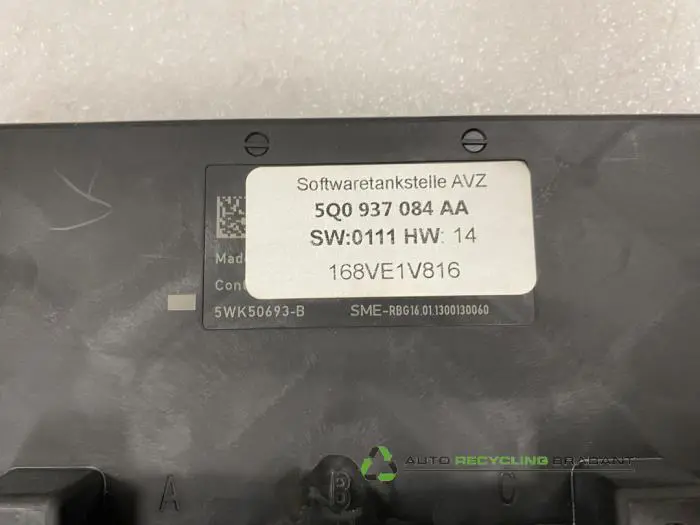 Softwaretankstelle AVZ
5Q0 937 084 AA
SW:0111 HW: 14
168VE1V816
5WK50693-B SME-RBG16.01.1300130060
AUTO RECYCLING BRABANT
A B C